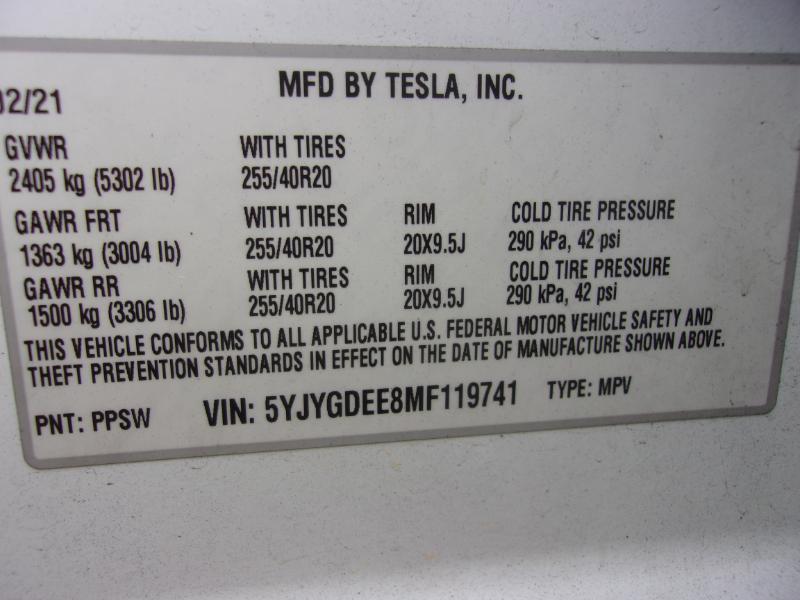 MFD BY TESLA, INC.
02/21
GVWR WITH TIRES
2405 kg (5302 lb) 255/40R20
GAWR FRT WITH TIRES RIM COLD TIRE PRESSURE
1363 kg (3004 lb) 255/40R20 20X9.5J 290 kPa, 42 psi
GAWR RR WITH TIRES RIM COLD TIRE PRESSURE
1500 kg (3306 lb) 255/40R20 20X9.5J 290 kPa, 42 psi
THIS VEHICLE CONFORMS TO ALL APPLICABLE U.S. FEDERAL MOTOR VEHICLE SAFETY AND
THEFT PREVENTION STANDARDS IN EFFECT ON THE DATE OF MANUFACTURE SHOWN ABOVE.
PNT: PPSW VIN: 5YJYGDEE8MF119741 TYPE: MPV